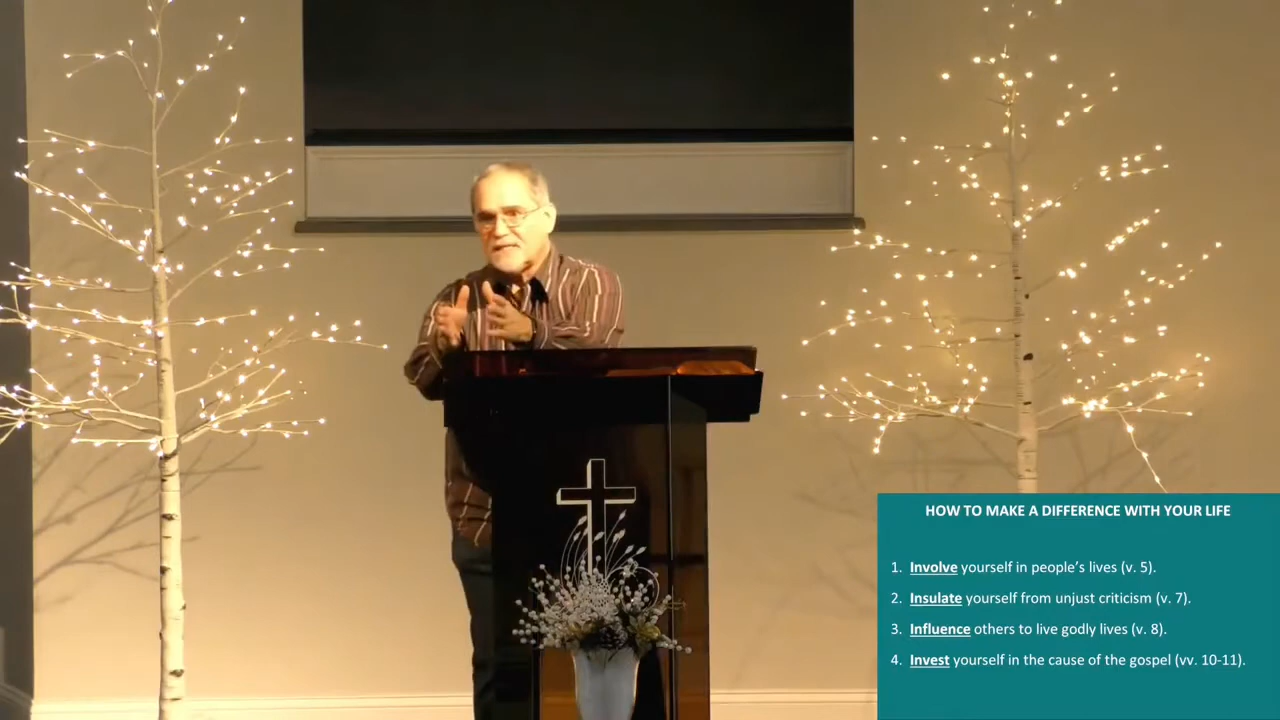 HOW TO MAKE A DIFFERENCE WITH YOUR LIFE
1. Involve yourself in people's lives (v. 5).
2. Insulate yourself from unjust criticism (v. 7).
3. Influence others to live godly lives (v. 8).
4. Invest yourself in the cause of the gospel (vv. 10-11).